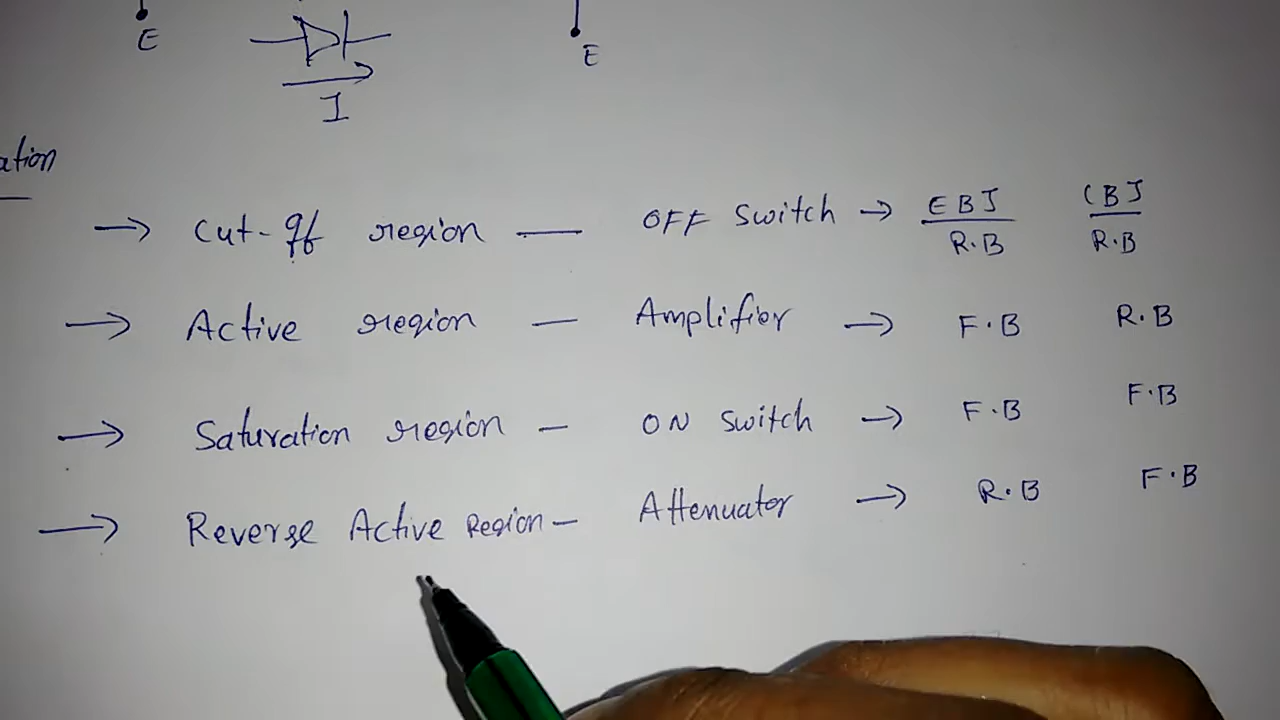 E
E
I
ation
→ Cut-off region — OFF Switch → EBJ CBJ
R.B R.B
→ Active region — Amplifier → F.B R.B
→ Saturation region — ON Switch → F.B F.B
→ Reverse Active Region — Attenuator → R.B F.B